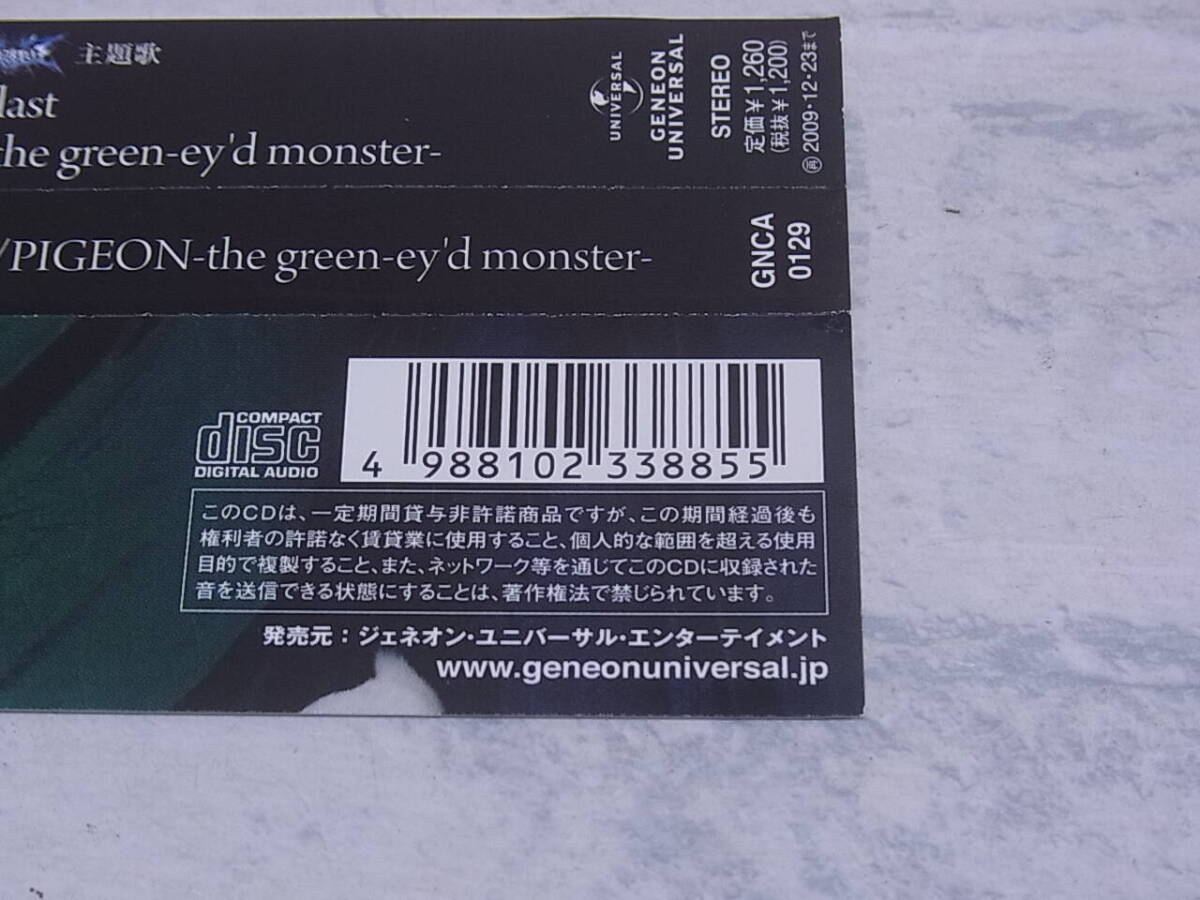 主題歌
last
the green-ey'd monster-
UNIVERSAL
GENEON
UNIVERSAL
STEREO
定価¥1,260
(税抜¥1,200)
㊢2009・12・23まで
/PIGEON-the green-ey'd monster-
GNCA
0129
COMPACT
disc
DIGITAL AUDIO
4 988102 338855
このCDは、一定期間貸与非許諾商品ですが、この期間経過後も
権利者の許諾なく賃貸業に使用すること、個人的な範囲を超える使用
目的で複製すること、また、ネットワーク等を通じてこのCDに収録された
音を送信できる状態にすることは、著作権法で禁じられています。
発売元：ジェネオン・ユニバーサル・エンターテイメント
www.geneonuniversal.jp